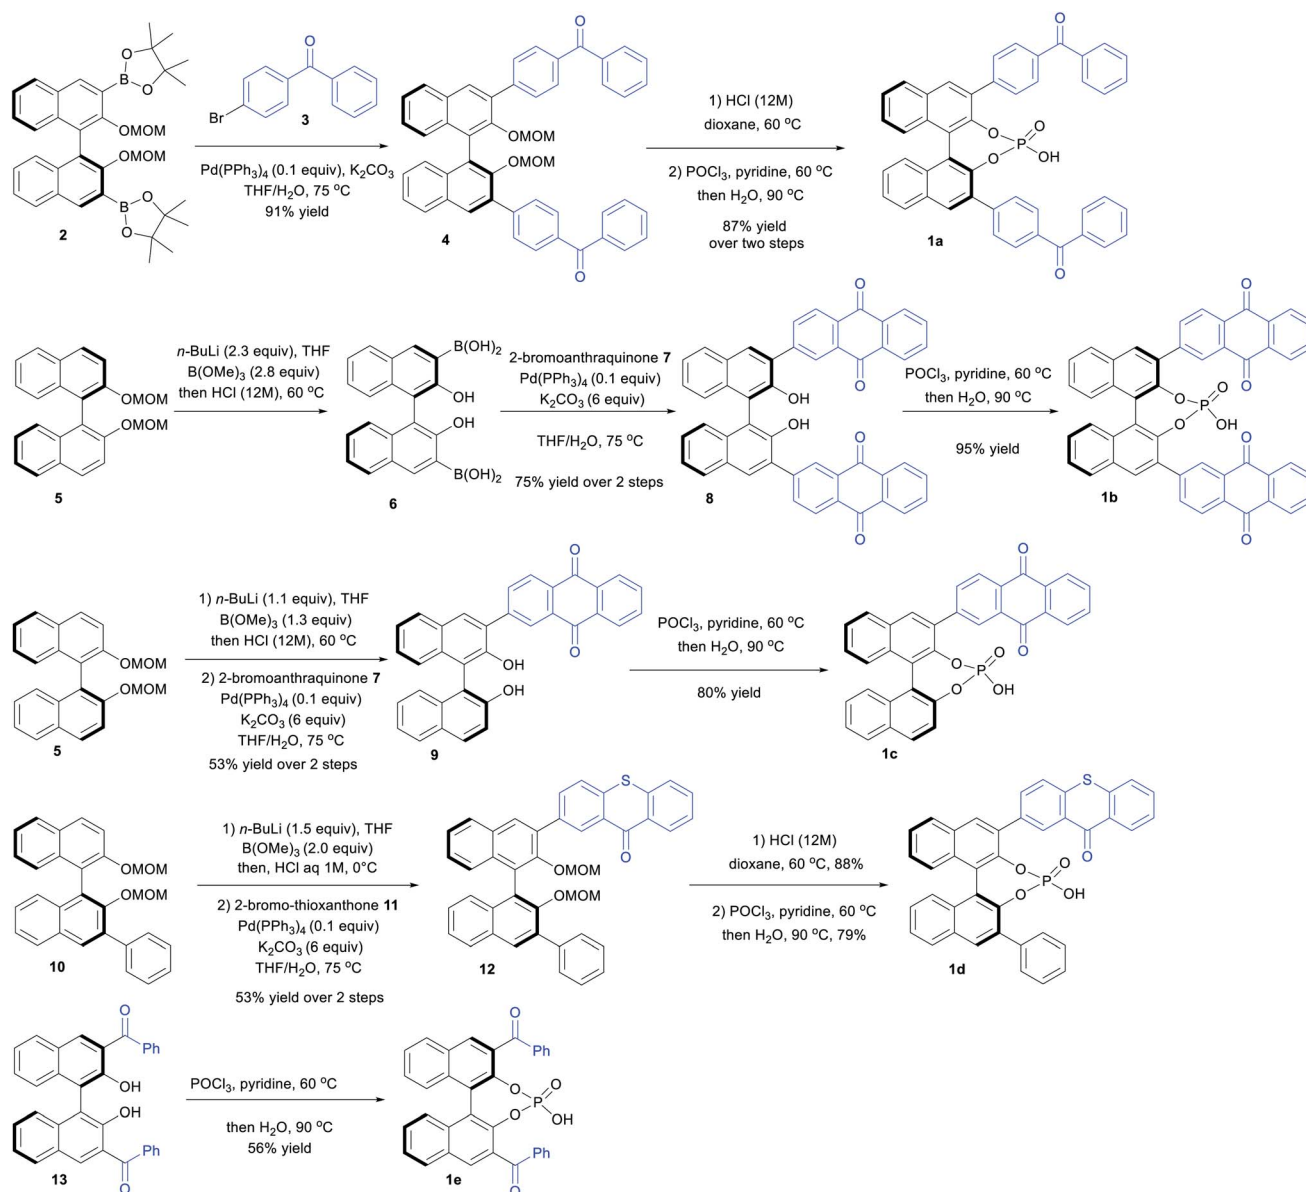 O
O
O
B
O
Br
3
OMOM
OMOM
O
B
O
2
Pd(PPh₃)₄ (0.1 equiv), K₂CO₃
THF/H₂O, 75 °C
91% yield
O
OMOM
OMOM
O
4
1) HCl (12M)
dioxane, 60 °C
2) POCl₃, pyridine, 60 °C
then H₂O, 90 °C
87% yield
over two steps
O
O
O
P
O
OH
O
1a
OMOM
OMOM
5
n-BuLi (2.3 equiv), THF
B(OMe)₃ (2.8 equiv)
then HCl (12M), 60 °C
B(OH)₂
OH
OH
B(OH)₂
6
2-bromoanthraquinone 7
Pd(PPh₃)₄ (0.1 equiv)
K₂CO₃ (6 equiv)
THF/H₂O, 75 °C
75% yield over 2 steps
O
O
OH
OH
O
O
8
POCl₃, pyridine, 60 °C
then H₂O, 90 °C
95% yield
O
O
O
O
P
O
OH
O
O
1b
OMOM
OMOM
5
1) n-BuLi (1.1 equiv), THF
B(OMe)₃ (1.3 equiv)
then HCl (12M), 60 °C
2) 2-bromoanthraquinone 7
Pd(PPh₃)₄ (0.1 equiv)
K₂CO₃ (6 equiv)
THF/H₂O, 75 °C
53% yield over 2 steps
O
O
OH
OH
9
POCl₃, pyridine, 60 °C
then H₂O, 90 °C
80% yield
O
O
O
O
P
O
OH
1c
OMOM
OMOM
10
1) n-BuLi (1.5 equiv), THF
B(OMe)₃ (2.0 equiv)
then, HCl aq 1M, 0°C
2) 2-bromo-thioxanthone 11
Pd(PPh₃)₄ (0.1 equiv)
K₂CO₃ (6 equiv)
THF/H₂O, 75 °C
53% yield over 2 steps
S
O
OMOM
OMOM
12
1) HCl (12M)
dioxane, 60 °C, 88%
2) POCl₃, pyridine, 60 °C
then H₂O, 90 °C, 79%
S
O
O
O
P
O
OH
1d
O
Ph
OH
OH
Ph
O
13
POCl₃, pyridine, 60 °C
then H₂O, 90 °C
56% yield
O
Ph
O
O
P
O
OH
Ph
O
1e